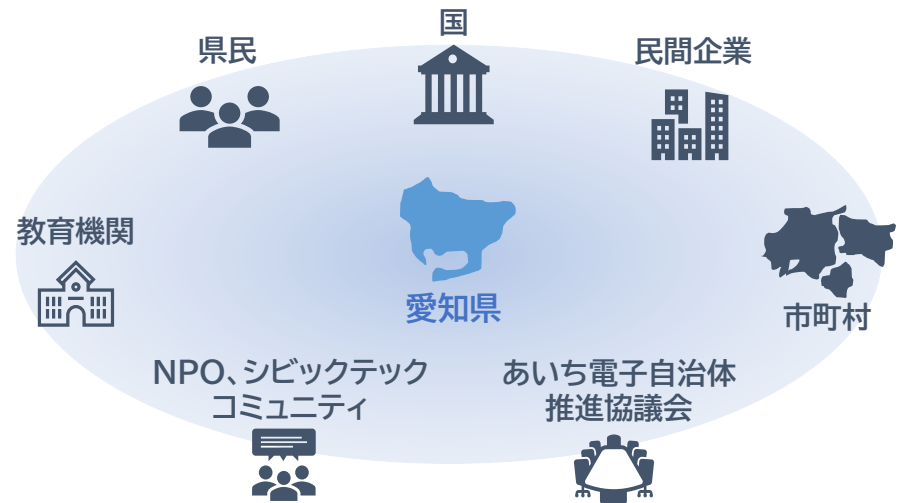 国
県民
民間企業
教育機関
愛知県
市町村
NPO、シビックテック
コミュニティ
あいち電子自治体
推進協議会